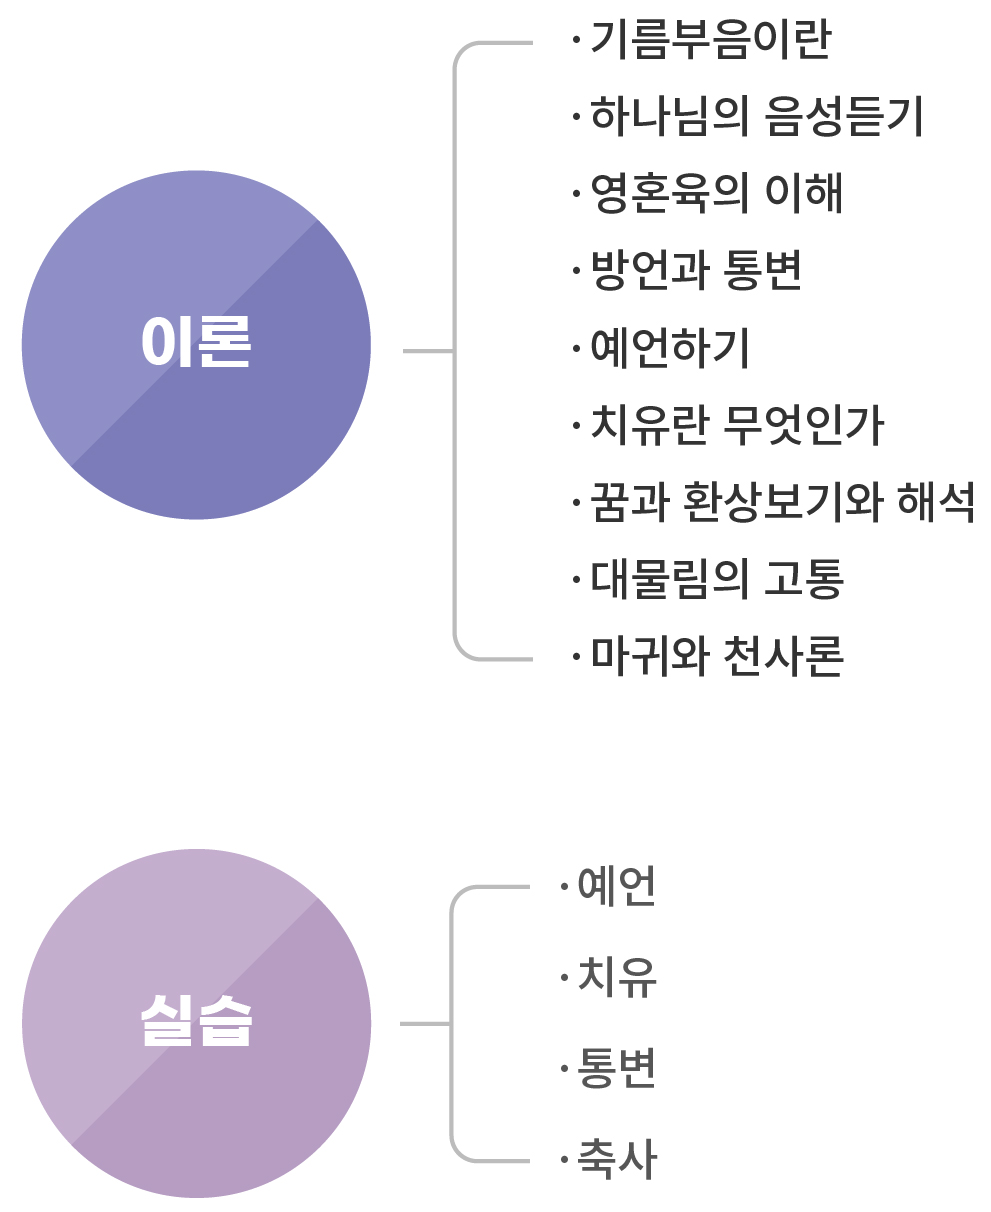 이론
· 기름부음이란
· 하나님의 음성듣기
· 영혼육의 이해
· 방언과 통변
· 예언하기
· 치유란 무엇인가
· 꿈과 환상보기와 해석
· 대물림의 고통
· 마귀와 천사론
실습
· 예언
· 치유
· 통변
· 축사